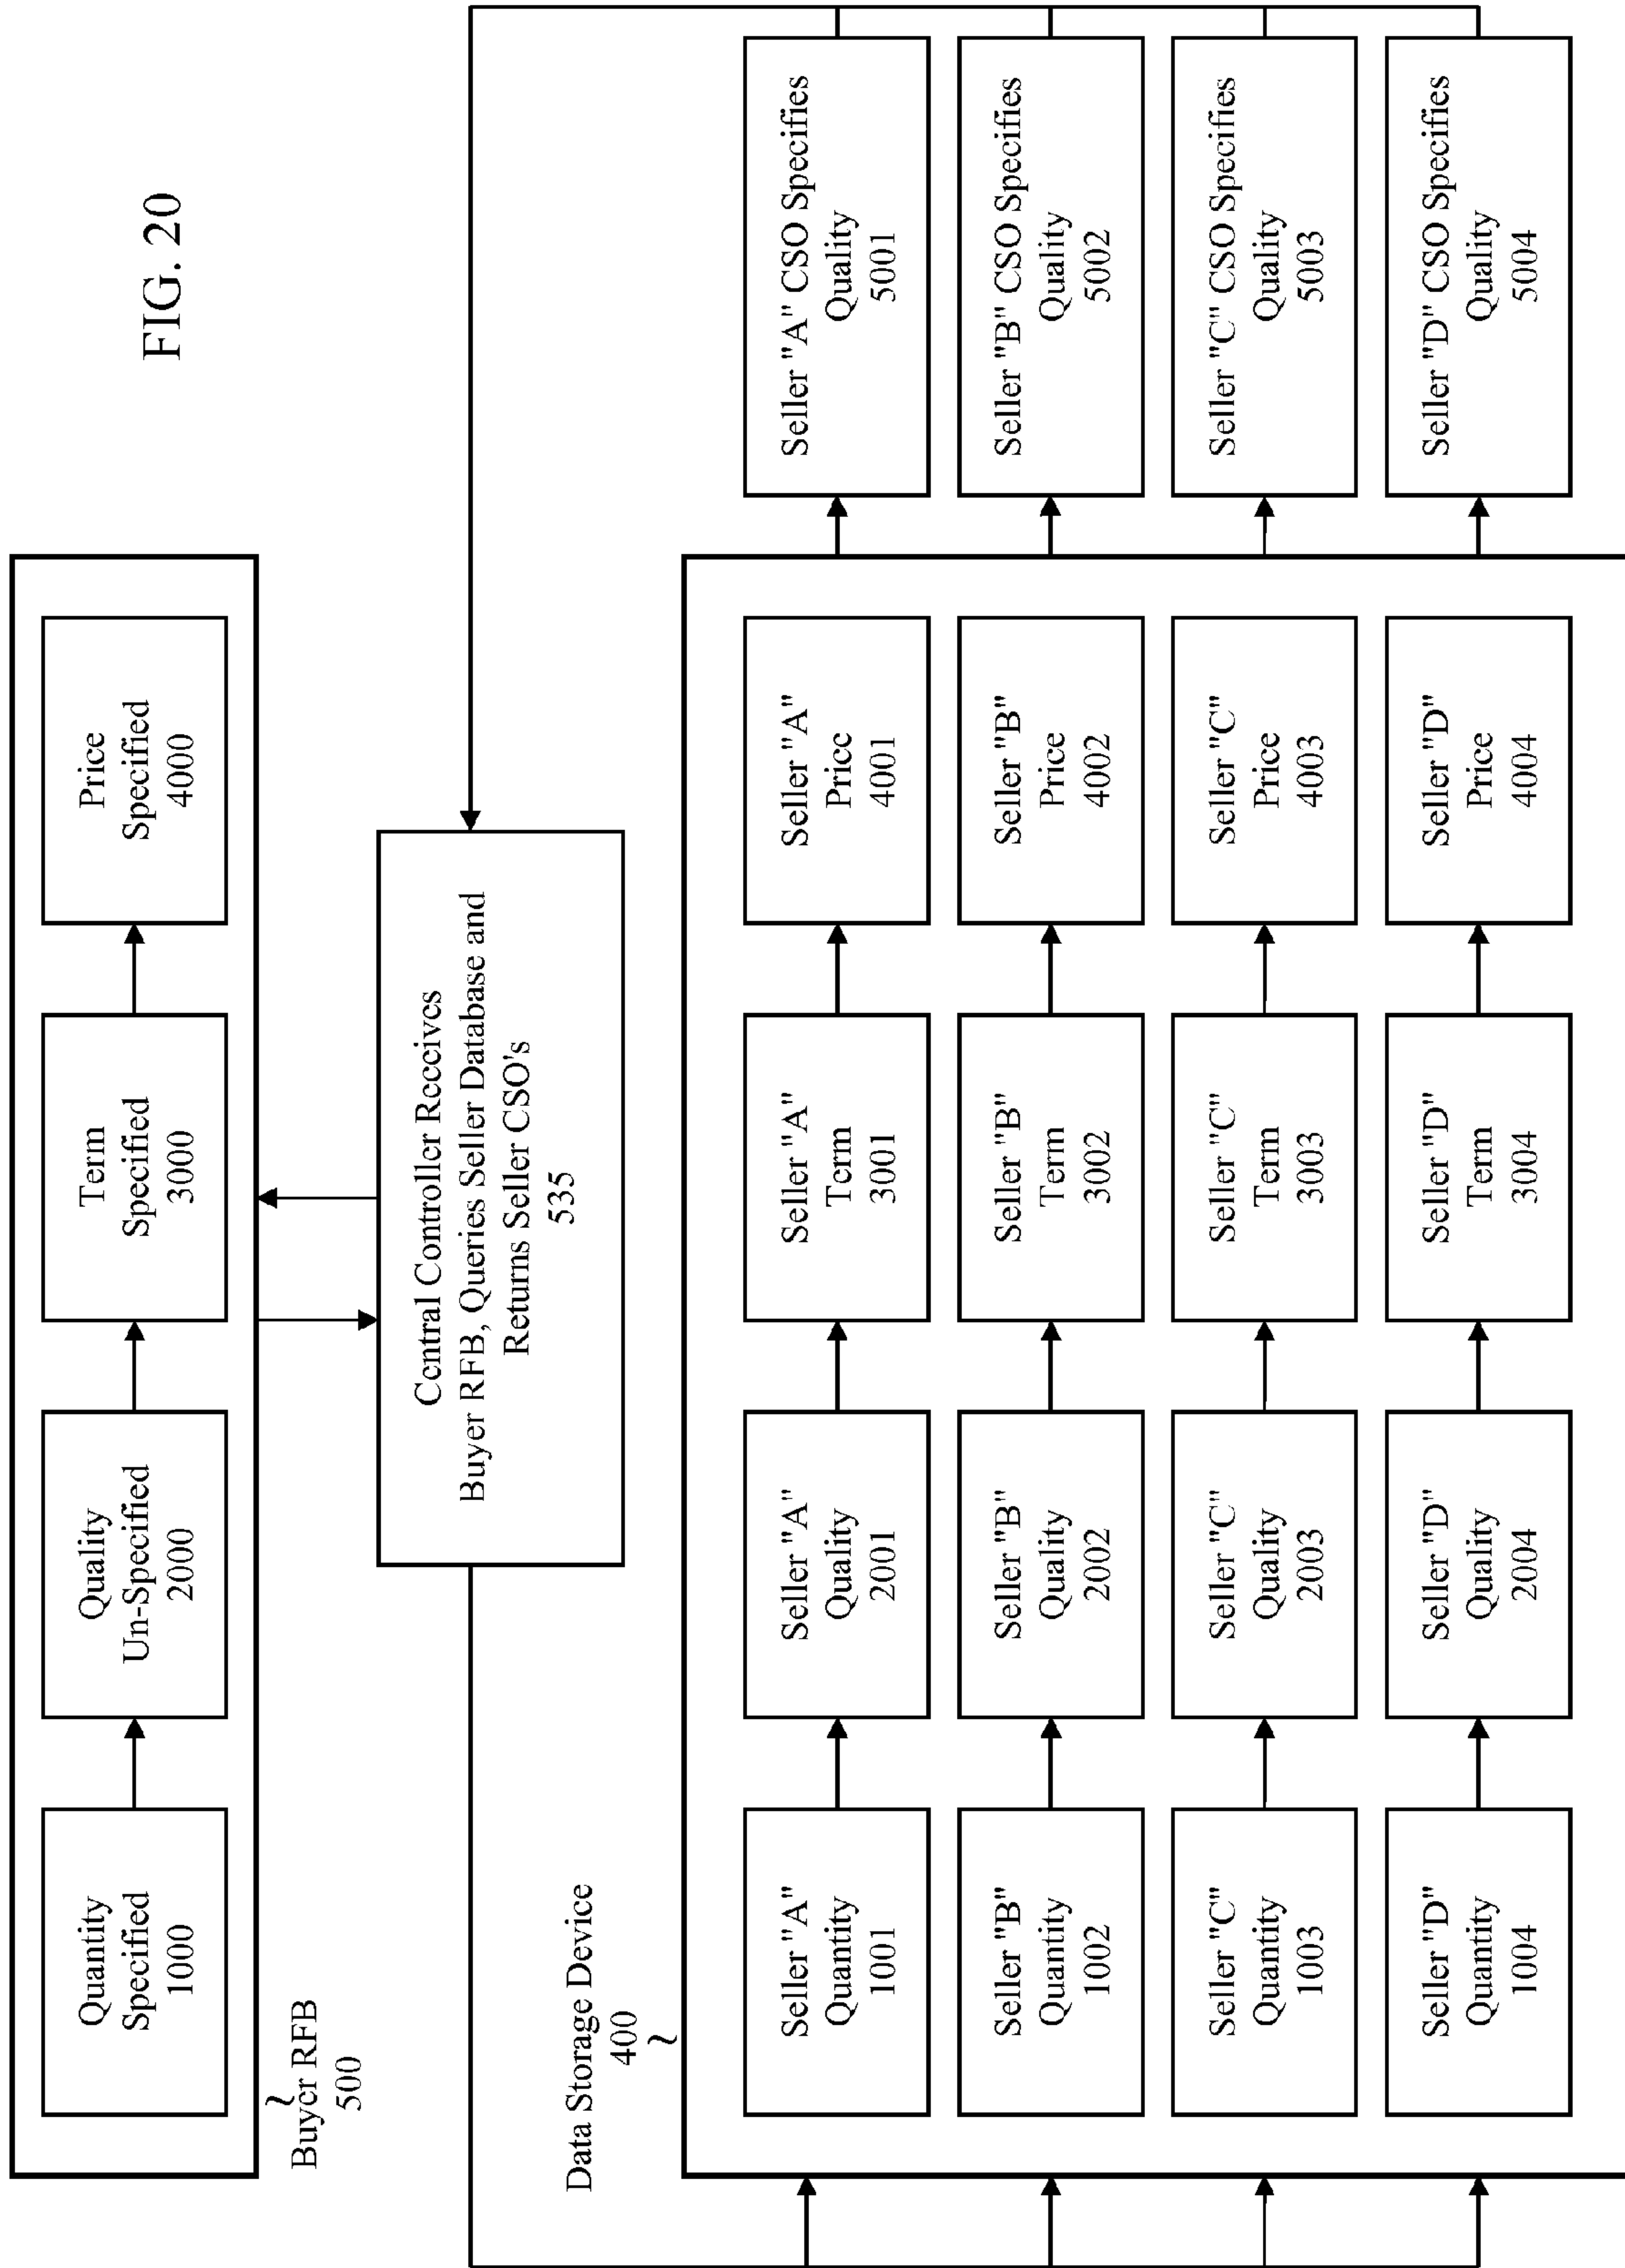 FIG. 20
Quantity
Specified
1000
Quality
Un-Specified
2000
Term
Specified
3000
Price
Specified
4000
Buyer RFB
500
Central Controller Receives
Buyer RFB, Queries Seller Database and
Returns Seller CSO's
535
Data Storage Device
400
Seller "A"
Quantity
1001
Seller "A"
Quality
2001
Seller "A"
Term
3001
Seller "A"
Price
4001
Seller "A" CSO Specifies
Quality
5001
Seller "B"
Quantity
1002
Seller "B"
Quality
2002
Seller "B"
Term
3002
Seller "B"
Price
4002
Seller "B" CSO Specifies
Quality
5002
Seller "C"
Quantity
1003
Seller "C"
Quality
2003
Seller "C"
Term
3003
Seller "C"
Price
4003
Seller "C" CSO Specifies
Quality
5003
Seller "D"
Quantity
1004
Seller "D"
Quality
2004
Seller "D"
Term
3004
Seller "D"
Price
4004
Seller "D" CSO Specifies
Quality
5004